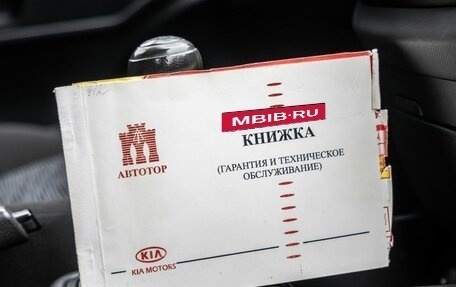 MBIB.RU
КНИЖКА
(ГАРАНТИЯ И ТЕХНИЧЕСКОЕ
ОБСЛУЖИВАНИЕ)
АВТОТОР
KIA
KIA MOTORS